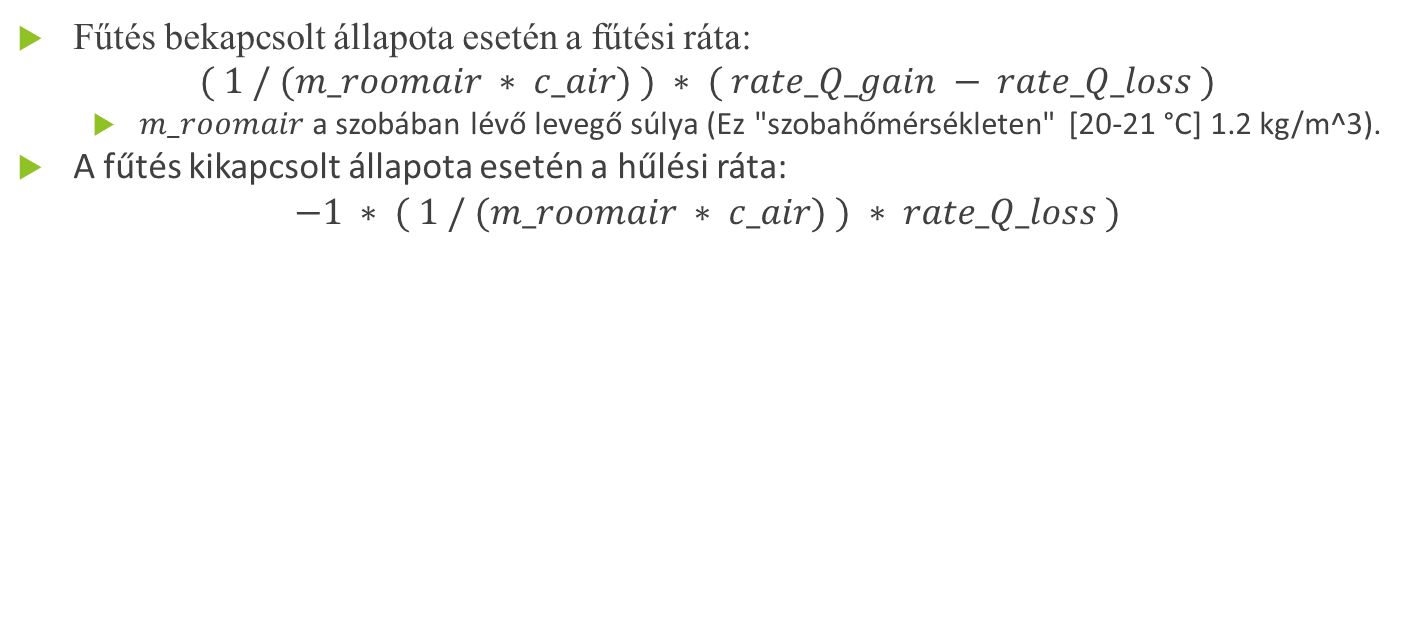 Fűtés bekapcsolt állapota esetén a fűtési ráta:
( 1 / (m_roomair ∗ c_air) ) ∗ ( rate_Q_gain − rate_Q_loss )
m_roomair a szobában lévő levegő súlya (Ez "szobahőmérsékleten" [20-21 °C] 1.2 kg/m^3).
A fűtés kikapcsolt állapota esetén a hűlési ráta:
−1 ∗ ( 1 / (m_roomair ∗ c_air) ) ∗ rate_Q_loss )